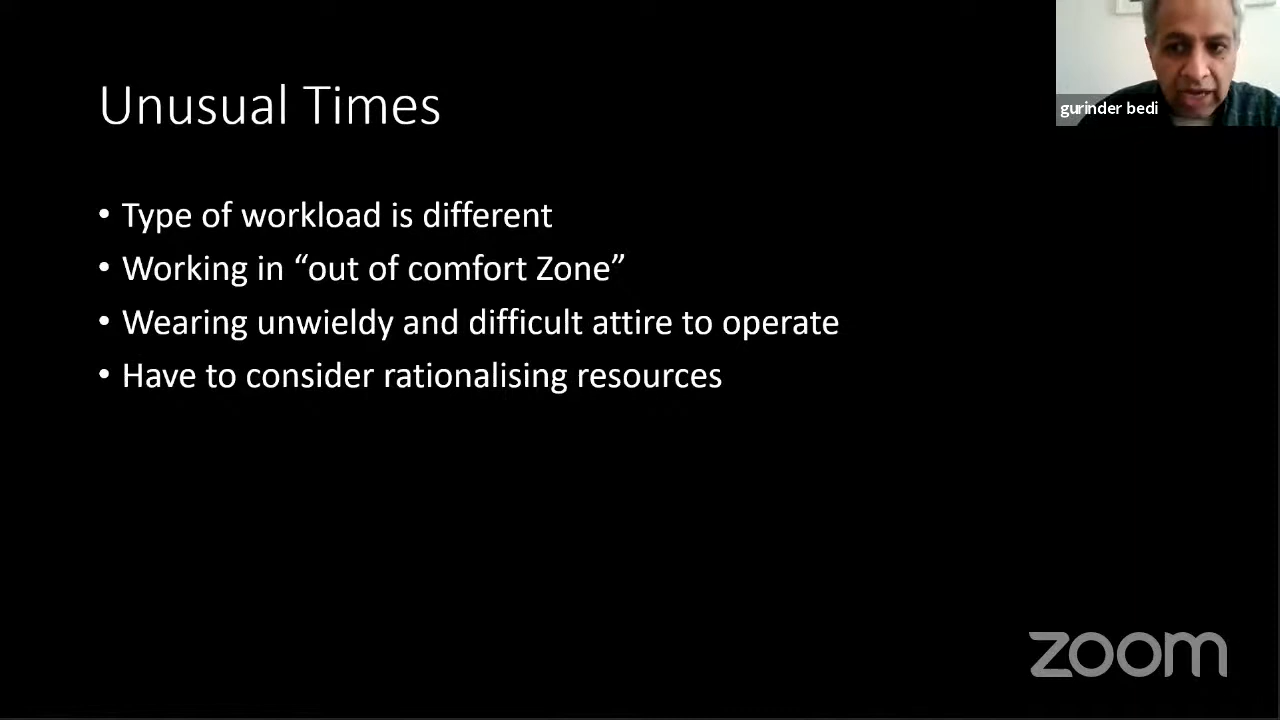 Unusual Times
gurinder bedi
• Type of workload is different
• Working in “out of comfort Zone”
• Wearing unwieldy and difficult attire to operate
• Have to consider rationalising resources
zoom